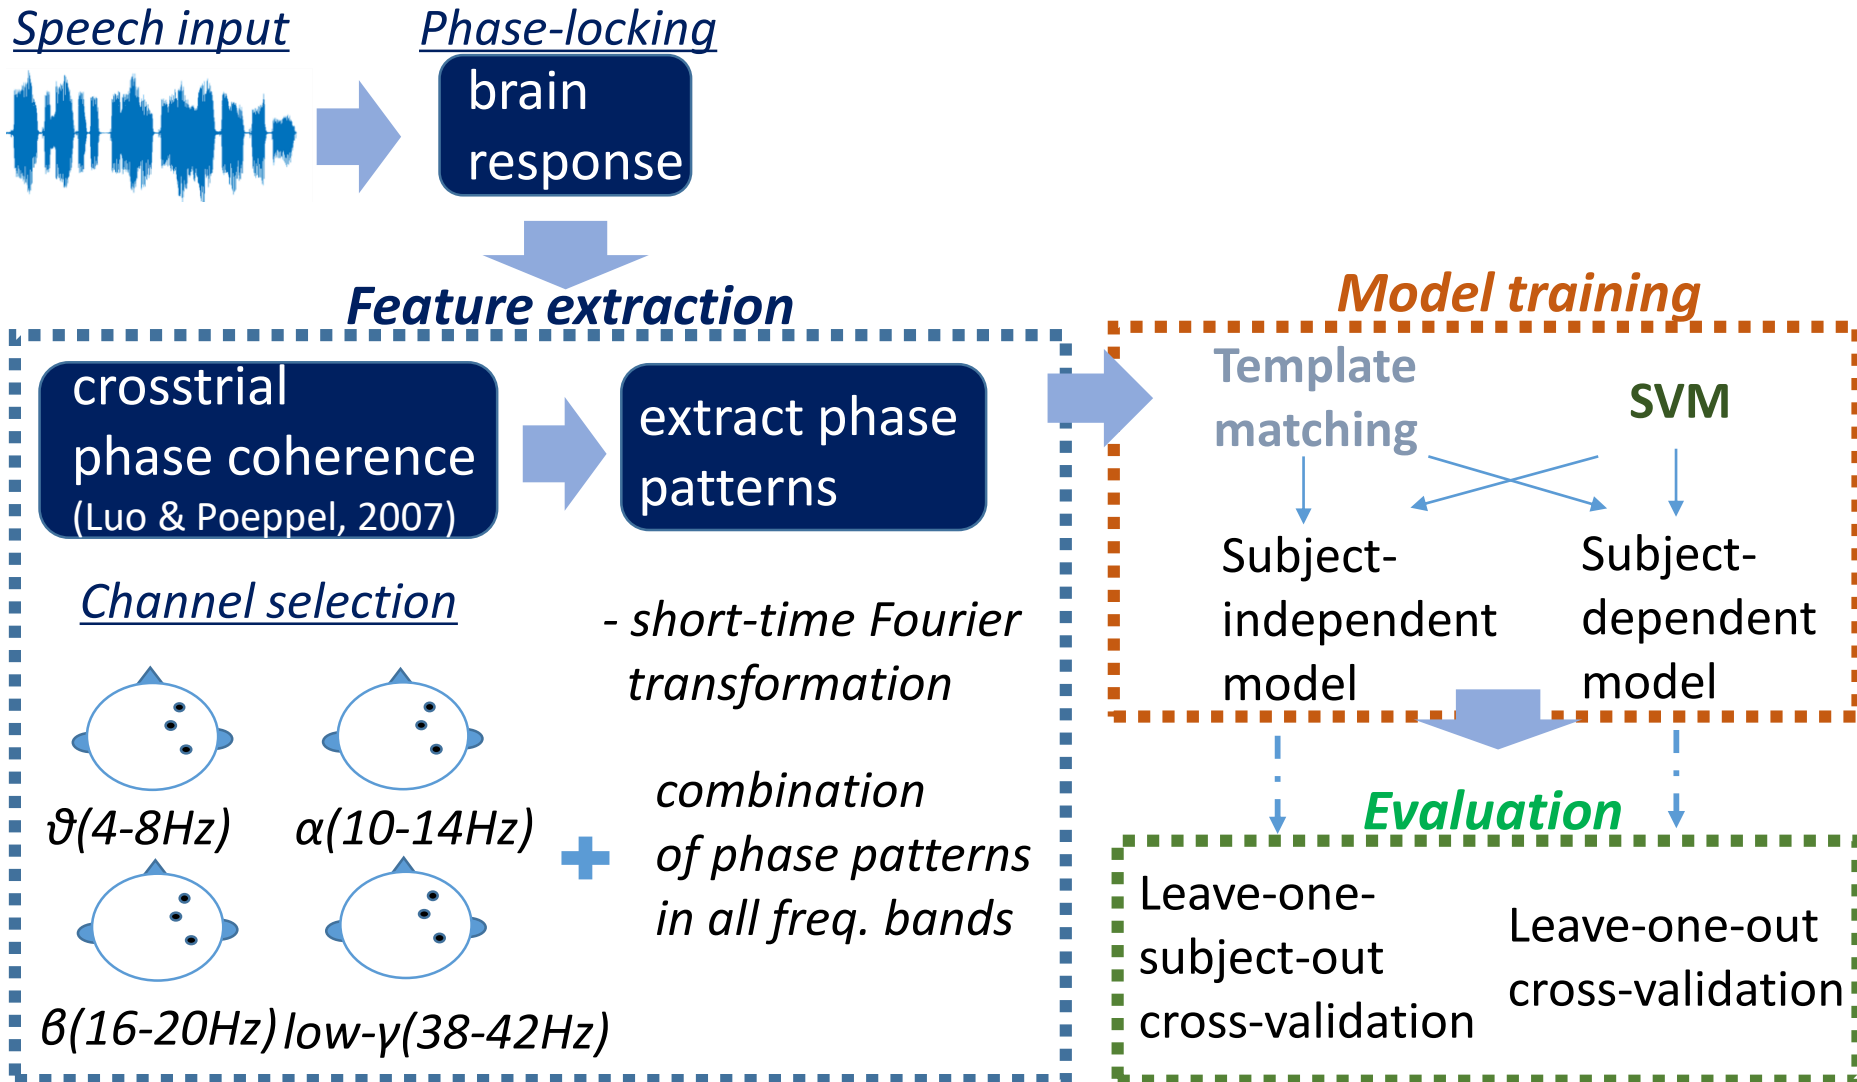 Speech input
Phase-locking
brain
response
Feature extraction
crosstrial
phase coherence
(Luo & Poeppel, 2007)
extract phase
patterns
Channel selection
- short-time Fourier
transformation
ϑ(4-8Hz)
α(10-14Hz)
combination
of phase patterns
in all freq. bands
β(16-20Hz)
low-γ(38-42Hz)
Model training
Template
matching
SVM
Subject-
independent
model
Subject-
dependent
model
Evaluation
Leave-one-
subject-out
cross-validation
Leave-one-out
cross-validation